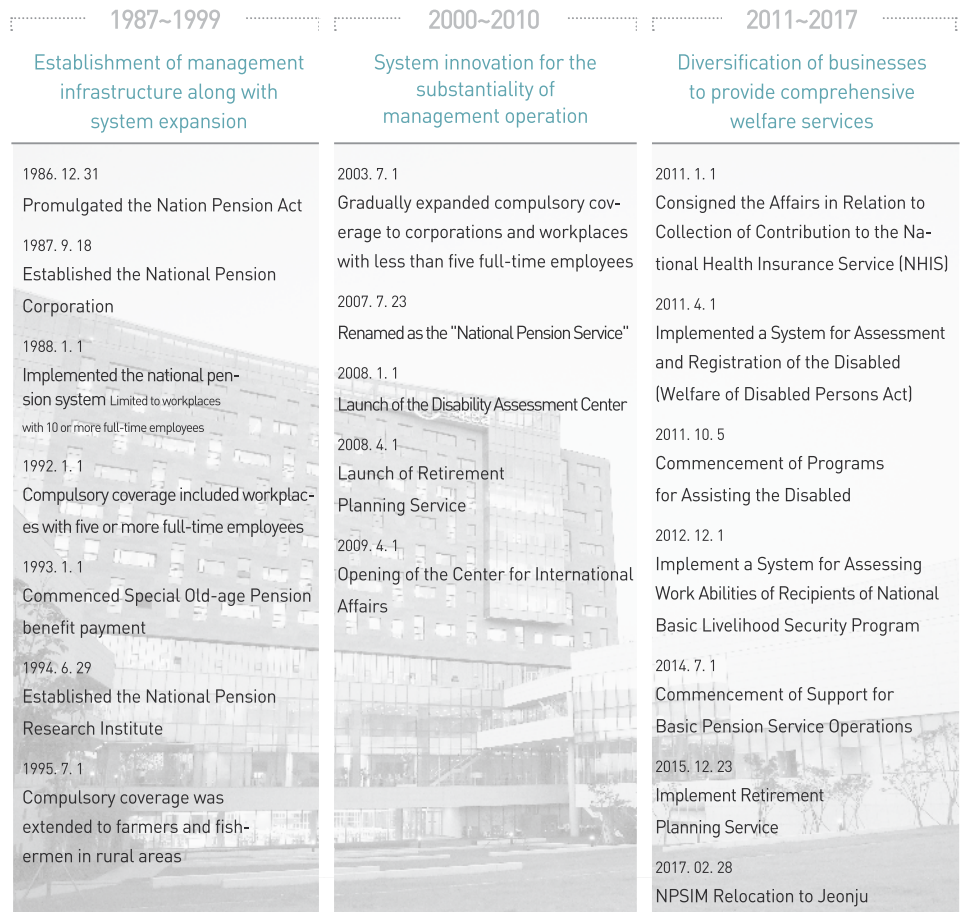 1987~1999
Establishment of management
infrastructure along with
system expansion
1986. 12. 31
Promulgated the Nation Pension Act
1987. 9. 18
Established the National Pension
Corporation
1988. 1. 1
Implemented the national pen-
sion system Limited to workplaces
with 10 or more full-time employees
1992. 1. 1
Compulsory coverage included workplac-
es with five or more full-time employees
1993. 1. 1
Commenced Special Old-age Pension
benefit payment
1994. 6. 29
Established the National Pension
Research Institute
1995. 7. 1
Compulsory coverage was
extended to farmers and fish-
ermen in rural areas
2000~2010
System innovation for the
substantiality of
management operation
2003. 7. 1
Gradually expanded compulsory cov-
erage to corporations and workplaces
with less than five full-time employees
2007. 7. 23
Renamed as the "National Pension Service"
2008. 1. 1
Launch of the Disability Assessment Center
2008. 4. 1
Launch of Retirement
Planning Service
2009. 4. 1
Opening of the Center for International
Affairs
2011~2017
Diversification of businesses
to provide comprehensive
welfare services
2011. 1. 1
Consigned the Affairs in Relation to
Collection of Contribution to the Na-
tional Health Insurance Service (NHIS)
2011. 4. 1
Implemented a System for Assessment
and Registration of the Disabled
(Welfare of Disabled Persons Act)
2011. 10. 5
Commencement of Programs
for Assisting the Disabled
2012. 12. 1
Implement a System for Assessing
Work Abilities of Recipients of National
Basic Livelihood Security Program
2014. 7. 1
Commencement of Support for
Basic Pension Service Operations
2015. 12. 23
Implement Retirement
Planning Service
2017. 02. 28
NPSIM Relocation to Jeonju